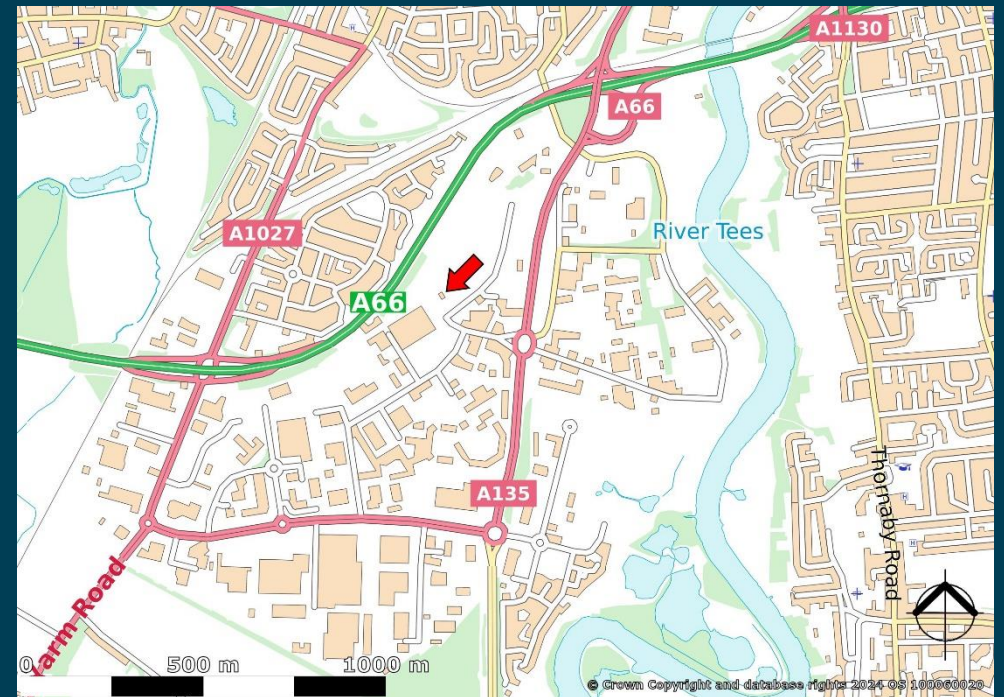 A1130
A66
A1027
River Tees
A66
A135
Thornaby Road
Yarm Road
0 500 m 1000 m
© Crown Copyright and database rights 2024 OS 100060020